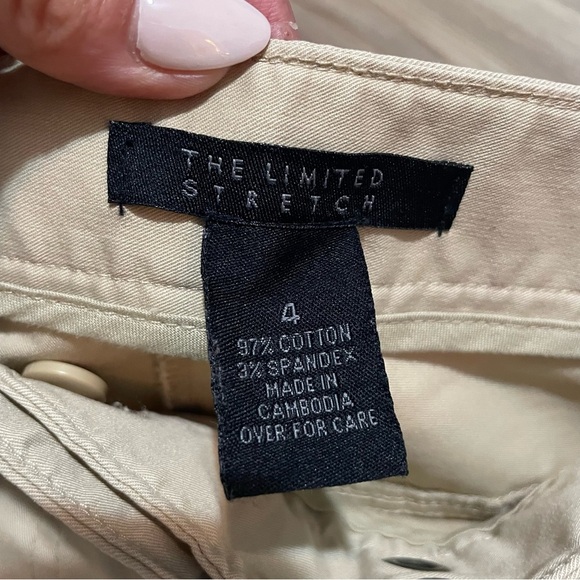 THE LIMITED
STRETCH
4
97% COTTON
3% SPANDEX
MADE IN
CAMBODIA
OVER FOR CARE